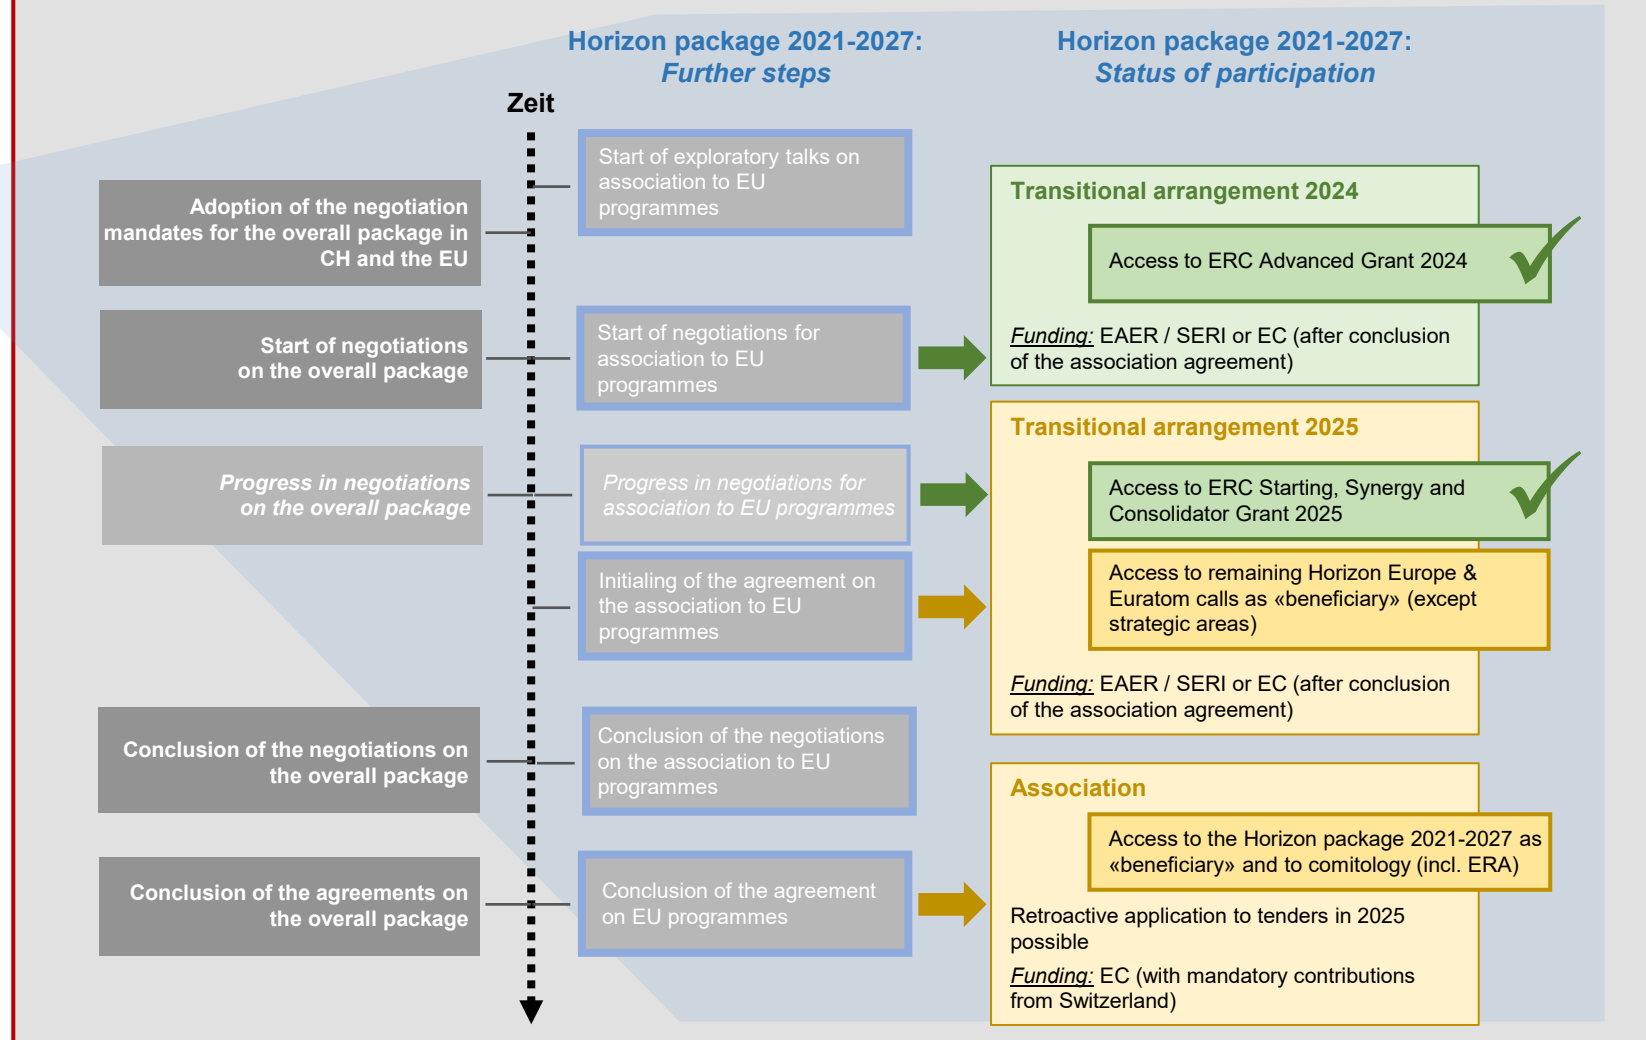 Horizon package 2021-2027:
Further steps
Horizon package 2021-2027:
Status of participation
Zeit
Adoption of the negotiation
mandates for the overall package in
CH and the EU
Start of negotiations
on the overall package
Progress in negotiations
on the overall package
Conclusion of the negotiations on
the overall package
Conclusion of the agreements on
the overall package
Start of exploratory talks on
association to EU
programmes
Start of negotiations for
association to EU
programmes
Progress in negotiations for
association to EU programmes
Initialing of the agreement on
the association to EU
programmes
Conclusion of the negotiations
on the association to EU
programmes
Conclusion of the agreement
on EU programmes
Transitional arrangement 2024
Access to ERC Advanced Grant 2024
Funding: EAER / SERI or EC (after conclusion
of the association agreement)
Transitional arrangement 2025
Access to ERC Starting, Synergy and
Consolidator Grant 2025
Access to remaining Horizon Europe &
Euratom calls as «beneficiary» (except
strategic areas)
Funding: EAER / SERI or EC (after conclusion
of the association agreement)
Association
Access to the Horizon package 2021-2027 as
«beneficiary» and to comitology (incl. ERA)
Retroactive application to tenders in 2025
possible
Funding: EC (with mandatory contributions
from Switzerland)